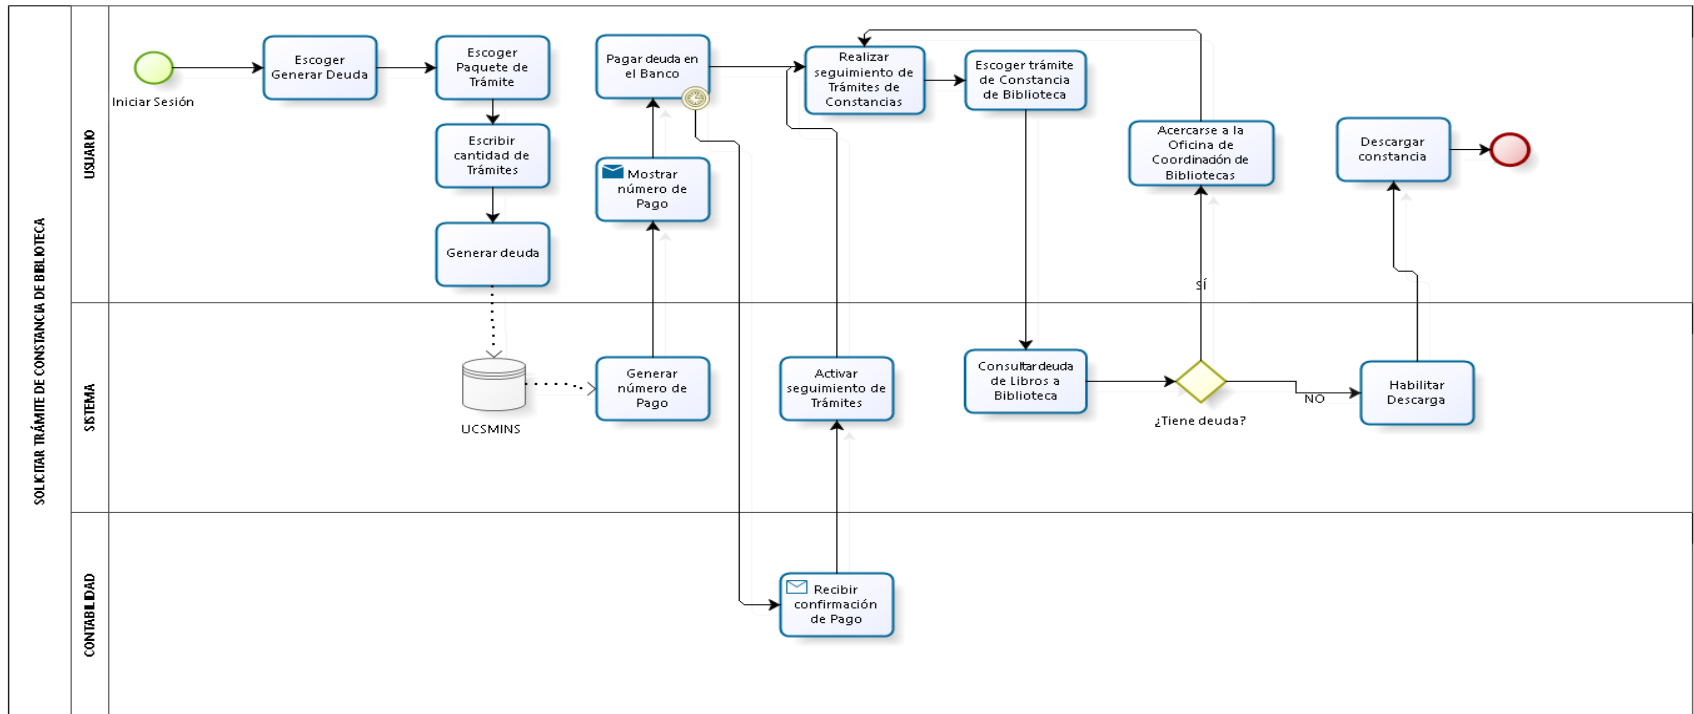 SOLICITAR TRÁMITE DE CONSTANCIA DE BIBLIOTECA
USUARIO
Iniciar Sesión
Escoger
Generar Deuda
Escoger
Paquete de
Trámite
Escribir
cantidad de
Trámites
Generar deuda
Pagar deuda en
el Banco
Mostrar
número de
Pago
Realizar
seguimiento de
Trámites de
Constancias
Escoger trámite
de Constancia
de Biblioteca
Acercarse a la
Oficina de
Coordinación de
Bibliotecas
Descargar
constancia
SÍ
SISTEMA
UCSMINS
Generar
número de
Pago
Activar
seguimiento de
Trámites
Consultar deuda
de Libros a
Biblioteca
¿Tiene deuda?
NO
Habilitar
Descarga
CONTABILIDAD
Recibir
confirmación
de Pago